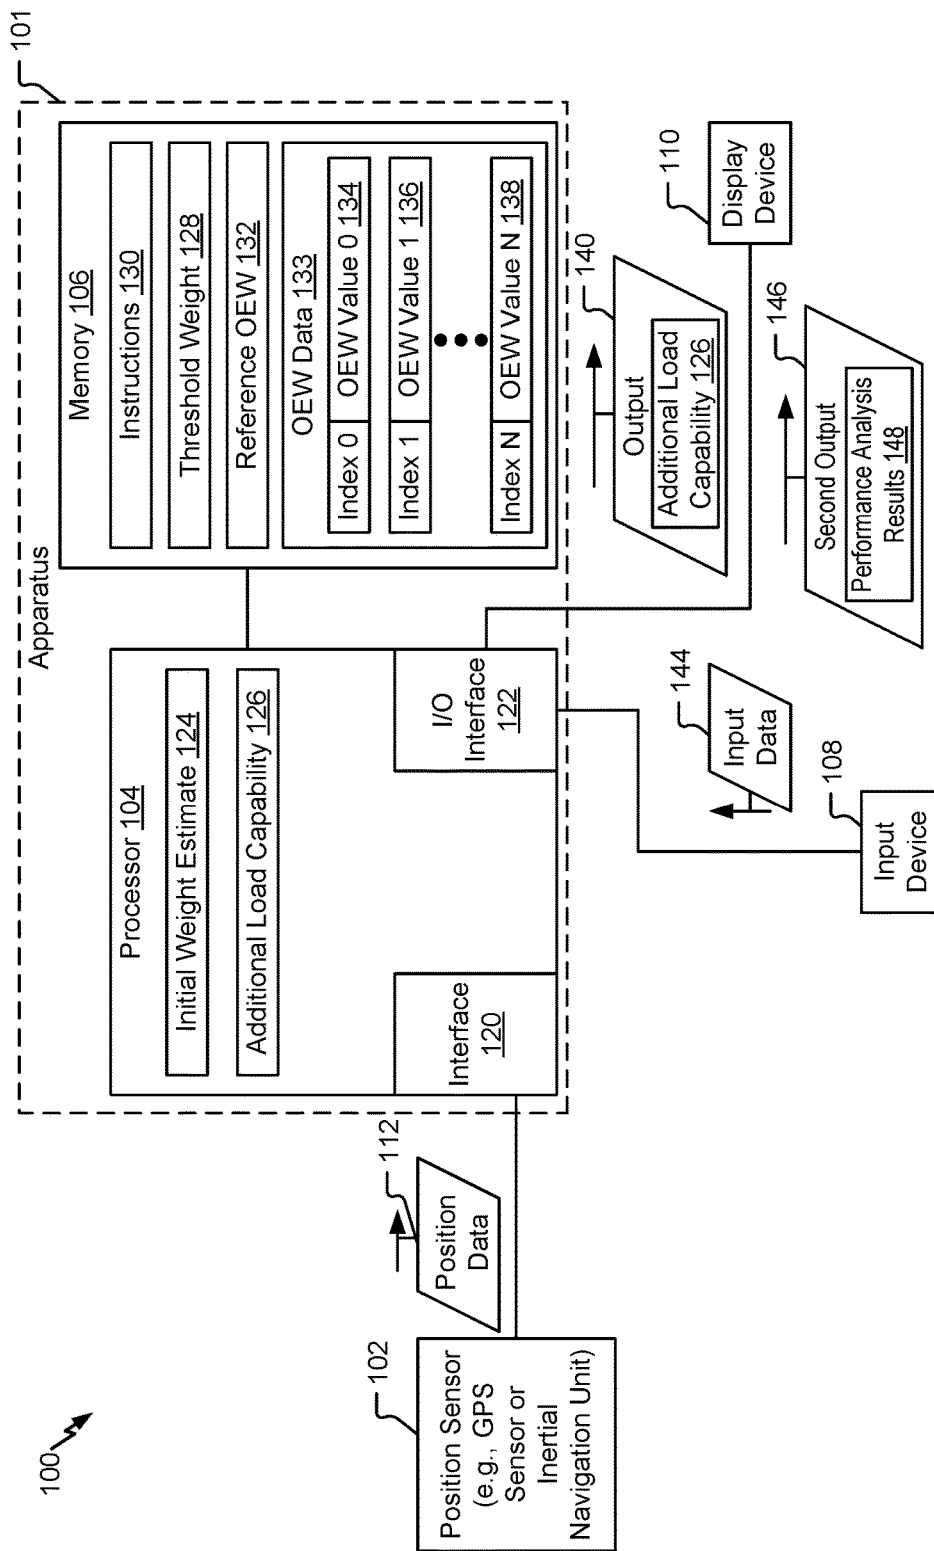 100
101
Apparatus
Processor 104
Initial Weight Estimate 124
Additional Load Capability 126
Interface
120
I/O
Interface
122
Memory 106
Instructions 130
Threshold Weight 128
Reference OEW 132
OEW Data 133
Index 0 OEW Value 0 134
Index 1 OEW Value 1 136
Index N OEW Value N 138
102
Position Sensor
(e.g., GPS
Sensor or
Inertial
Navigation Unit)
112
Position
Data
140
Output
Additional Load
Capability 126
110
Display
Device
144
Input
Data
108
Input
Device
146
Second Output
Performance Analysis
Results 148